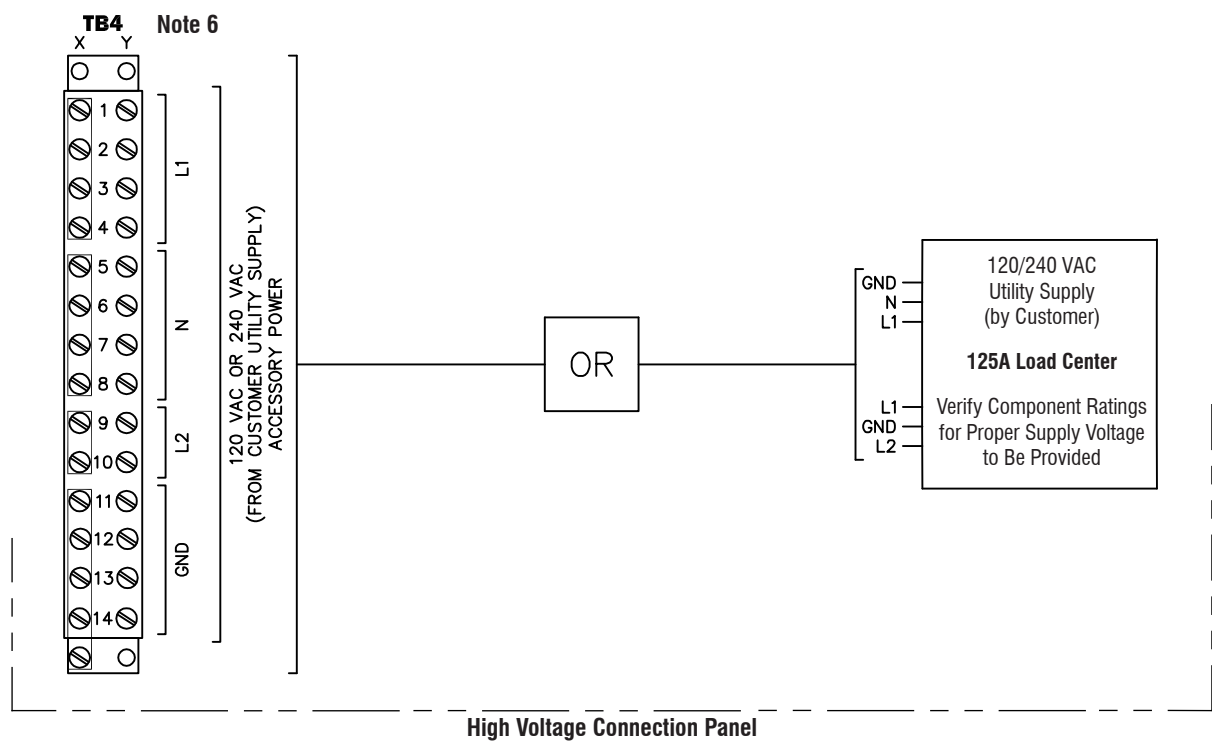 TB4 Note 6
X Y
1
2
3
4
5
6
7
8
9
10
11
12
13
14
L1
N
L2
GND
120 VAC OR 240 VAC
(FROM CUSTOMER UTILITY SUPPLY)
ACCESSORY POWER
OR
GND
N
L1
L1
GND
L2
120/240 VAC
Utility Supply
(by Customer)
125A Load Center
Verify Component Ratings
for Proper Supply Voltage
to Be Provided
High Voltage Connection Panel